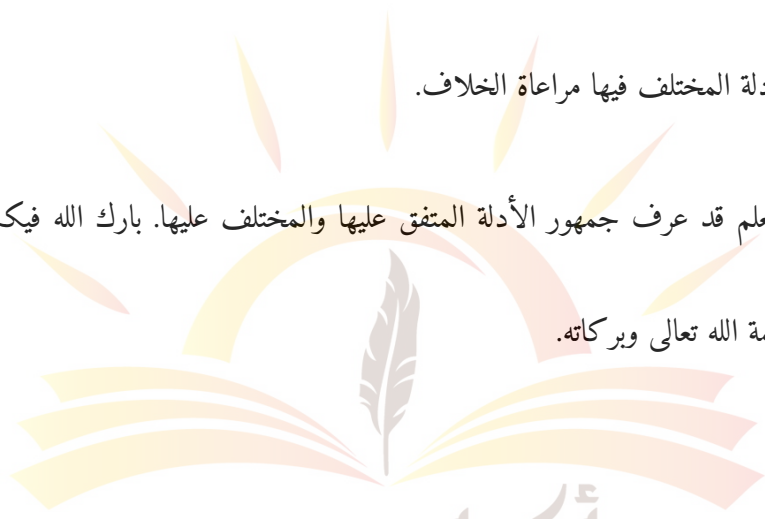 دلة المختلف فيها مراعاة الخلاف.
علم قد عرف جمهور الأدلة المتفق عليها والمختلف عليها. بارك الله فيك
مة الله تعالى وبركاته.